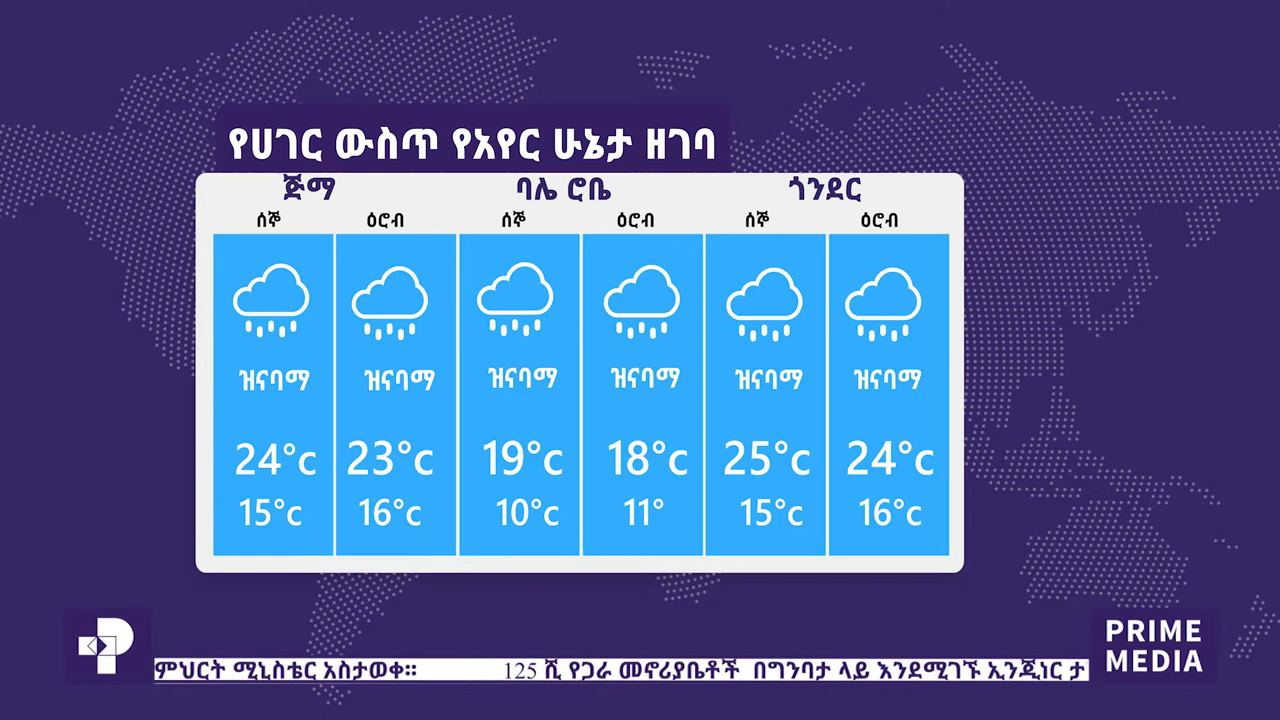 የሀገር ውስጥ የአየር ሁኔታ ዘገባ
ጅማ ባሌ ሮቤ ጎንደር
ሰኞ ዕሮብ ሰኞ ዕሮብ ሰኞ ዕሮብ
ዝናባማ ዝናባማ ዝናባማ ዝናባማ ዝናባማ ዝናባማ
24°c 23°c 19°c 18°c 25°c 24°c
15°c 16°c 10°c 11° 15°c 16°c
PRIME
MEDIA
ምህርት ሚኒስቴር አስታወቀ። 125 ሺ የጋራ መኖሪያቤቶች በግንባታ ላይ እንደሚገኙ ኢንጂነር ታ